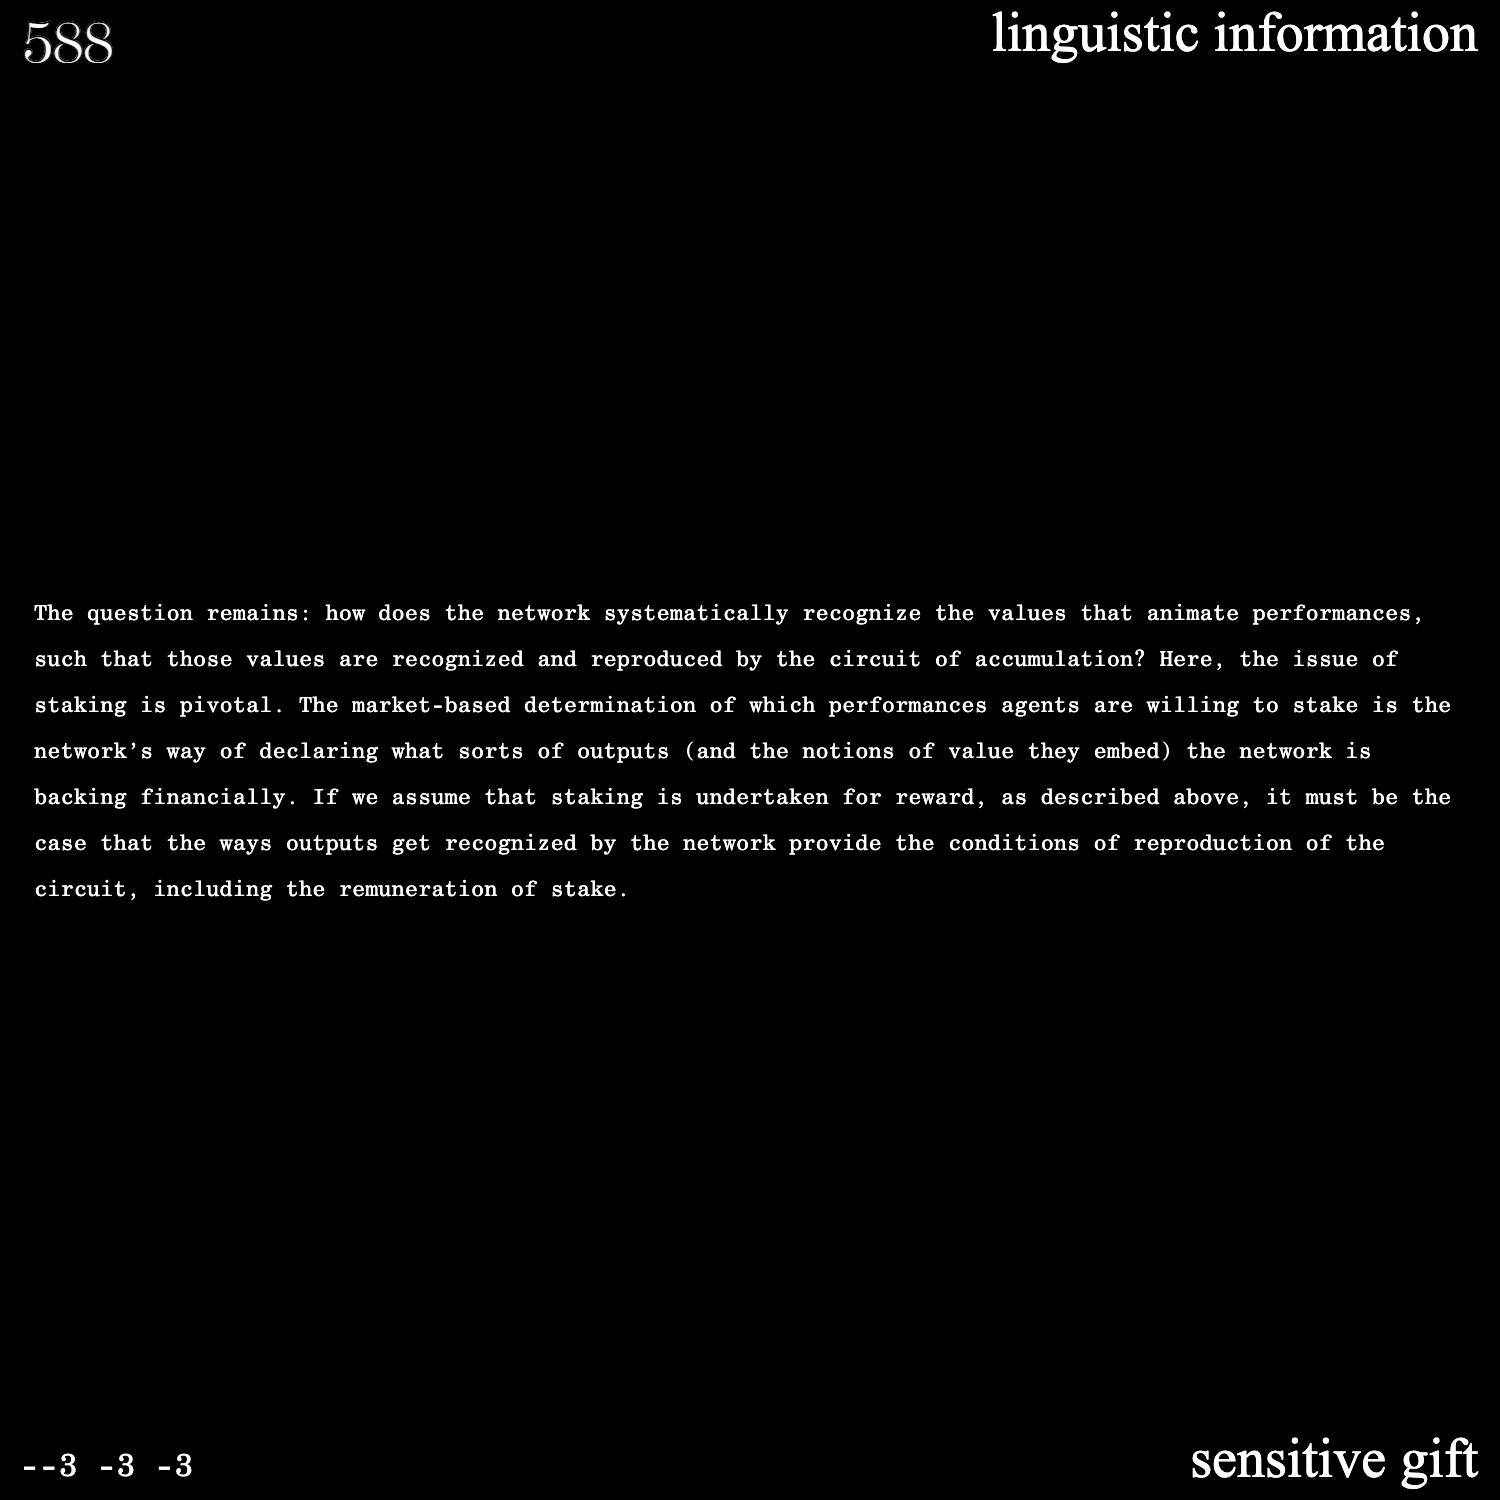 588
linguistic information
The question remains: how does the network systematically recognize the values that animate performances,
such that those values are recognized and reproduced by the circuit of accumulation? Here, the issue of
staking is pivotal. The market-based determination of which performances agents are willing to stake is the
network’s way of declaring what sorts of outputs (and the notions of value they embed) the network is
backing financially. If we assume that staking is undertaken for reward, as described above, it must be the
case that the ways outputs get recognized by the network provide the conditions of reproduction of the
circuit, including the remuneration of stake.
--3 -3 -3
sensitive gift